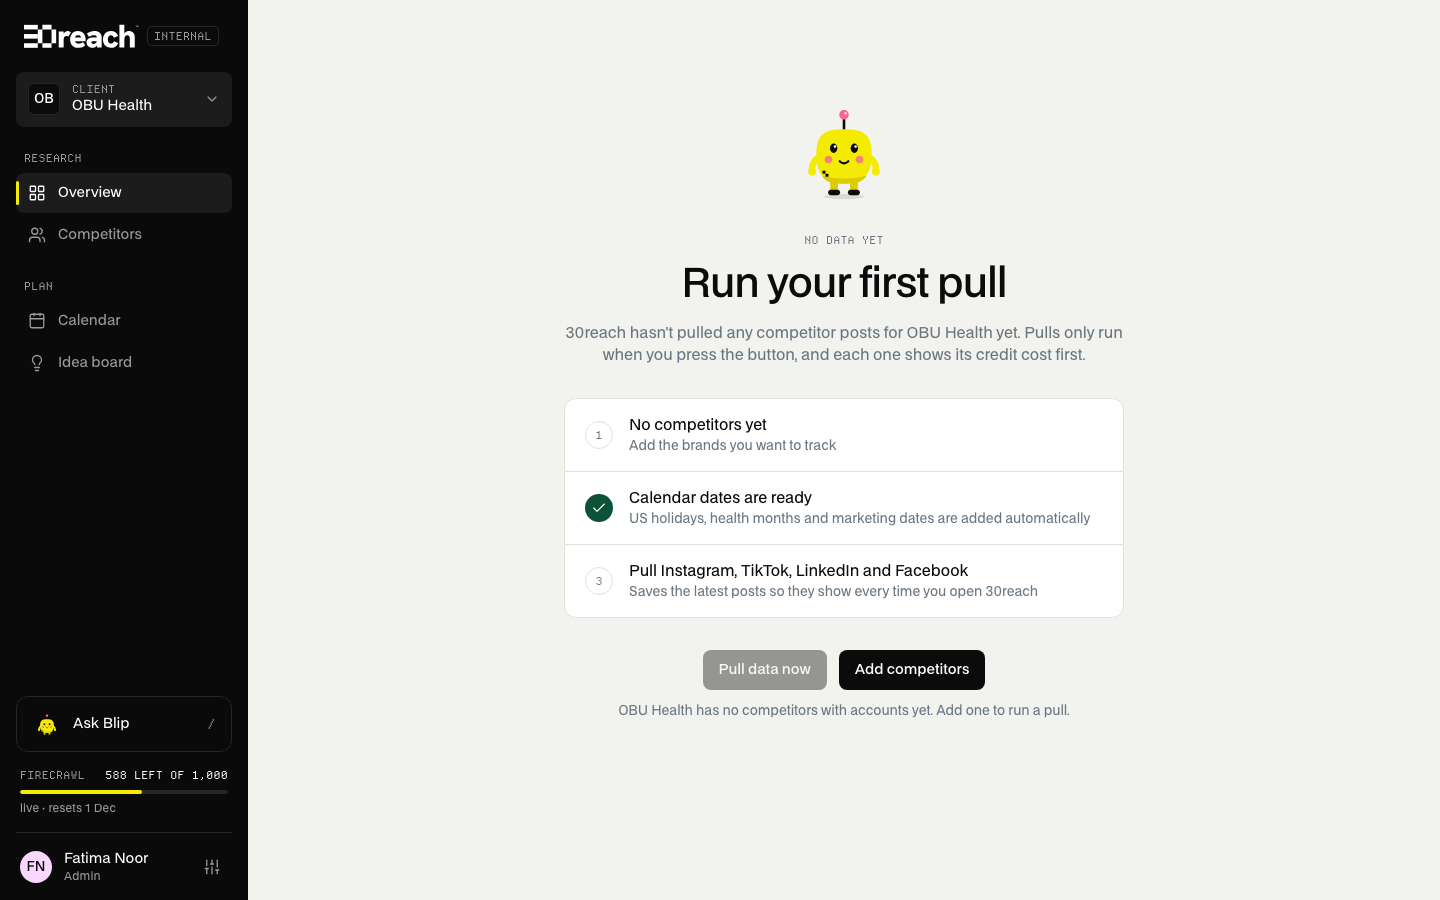 30reach
INTERNAL
OB
CLIENT
OBU Health
RESEARCH
Overview
Competitors
PLAN
Calendar
Idea board
Ask Blip
/
FIRECRAWL
588 LEFT OF 1,000
live · resets 1 Dec
FN
Fatima Noor
Admin
NO DATA YET
Run your first pull
30reach hasn't pulled any competitor posts for OBU Health yet. Pulls only run
when you press the button, and each one shows its credit cost first.
1
No competitors yet
Add the brands you want to track
Calendar dates are ready
US holidays, health months and marketing dates are added automatically
3
Pull Instagram, TikTok, LinkedIn and Facebook
Saves the latest posts so they show every time you open 30reach
Pull data now
Add competitors
OBU Health has no competitors with accounts yet. Add one to run a pull.